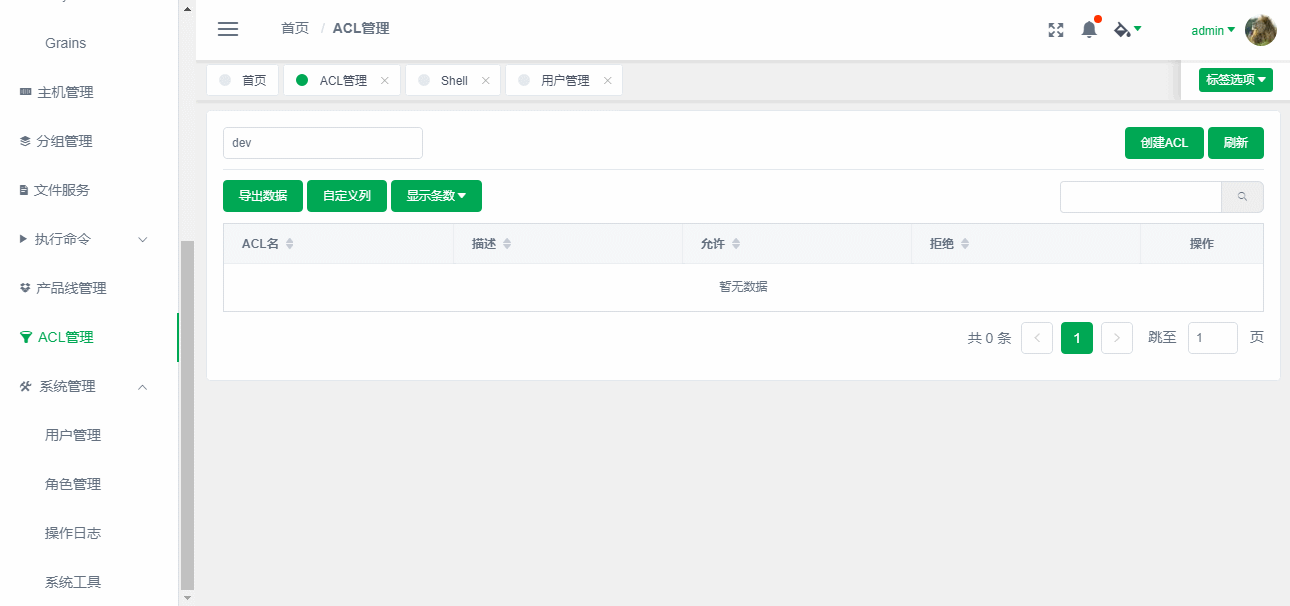 Grains
主机管理
分组管理
文件服务
执行命令
产品线管理
ACL管理
系统管理
用户管理
角色管理
操作日志
系统工具
首页 / ACL管理
admin
首页
ACL管理
Shell
用户管理
标签选项
dev
创建ACL
刷新
导出数据
自定义列
显示条数
ACL名
描述
允许
拒绝
操作
暂无数据
共 0 条
1
跳至
1
页